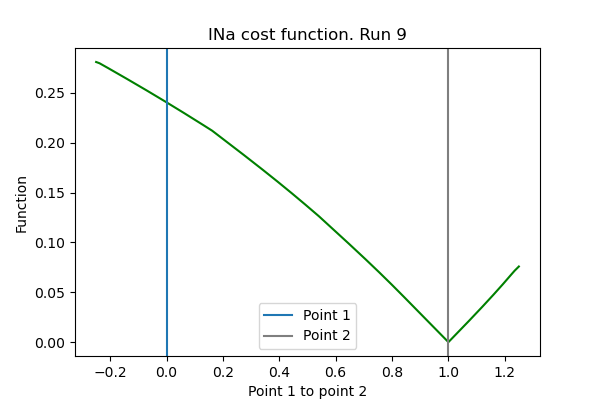 INa cost function. Run 9
Function
0.25
0.20
0.15
0.10
0.05
0.00
Point 1
Point 2
−0.2 0.0 0.2 0.4 0.6 0.8 1.0 1.2
Point 1 to point 2